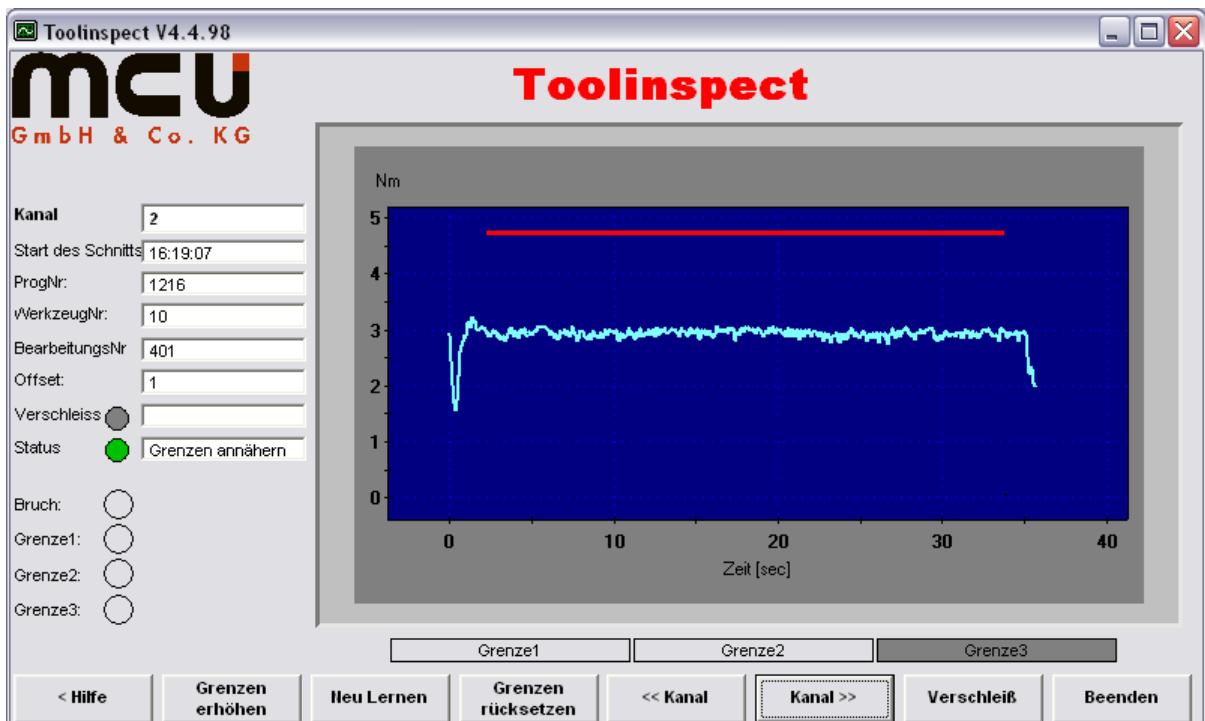 Toolinspect V4.4.98
mcu
GmbH & Co. KG
Toolinspect
Kanal 2
Start des Schnitts 16:19:07
ProgNr: 1216
WerkzeugNr: 10
BearbeitungsNr 401
Offset: 1
Verschleiss
Status Grenzen annähern
Bruch:
Grenze1:
Grenze2:
Grenze3:
Nm
5
4
3
2
1
0
0 10 20 30 40
Zeit [sec]
Grenze1 Grenze2 Grenze3
< Hilfe
Grenzen
erhöhen
Neu Lernen
Grenzen
rücksetzen
<< Kanal
Kanal >>
Verschleiß
Beenden